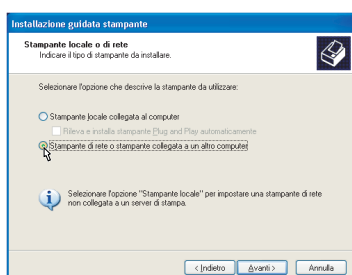 Installazione guidata stampante
Stampante locale o di rete
Indicare il tipo di stampante da installare.
Selezionare l'opzione che descrive la stampante da utilizzare:
Stampante locale collegata al computer
Rileva e installa stampante Plug and Play automaticamente
Stampante di rete o stampante collegata a un altro computer
Selezionare l'opzione "Stampante locale" per impostare una stampante di rete
non collegata a un server di stampa.
< Indietro Avanti > Annulla